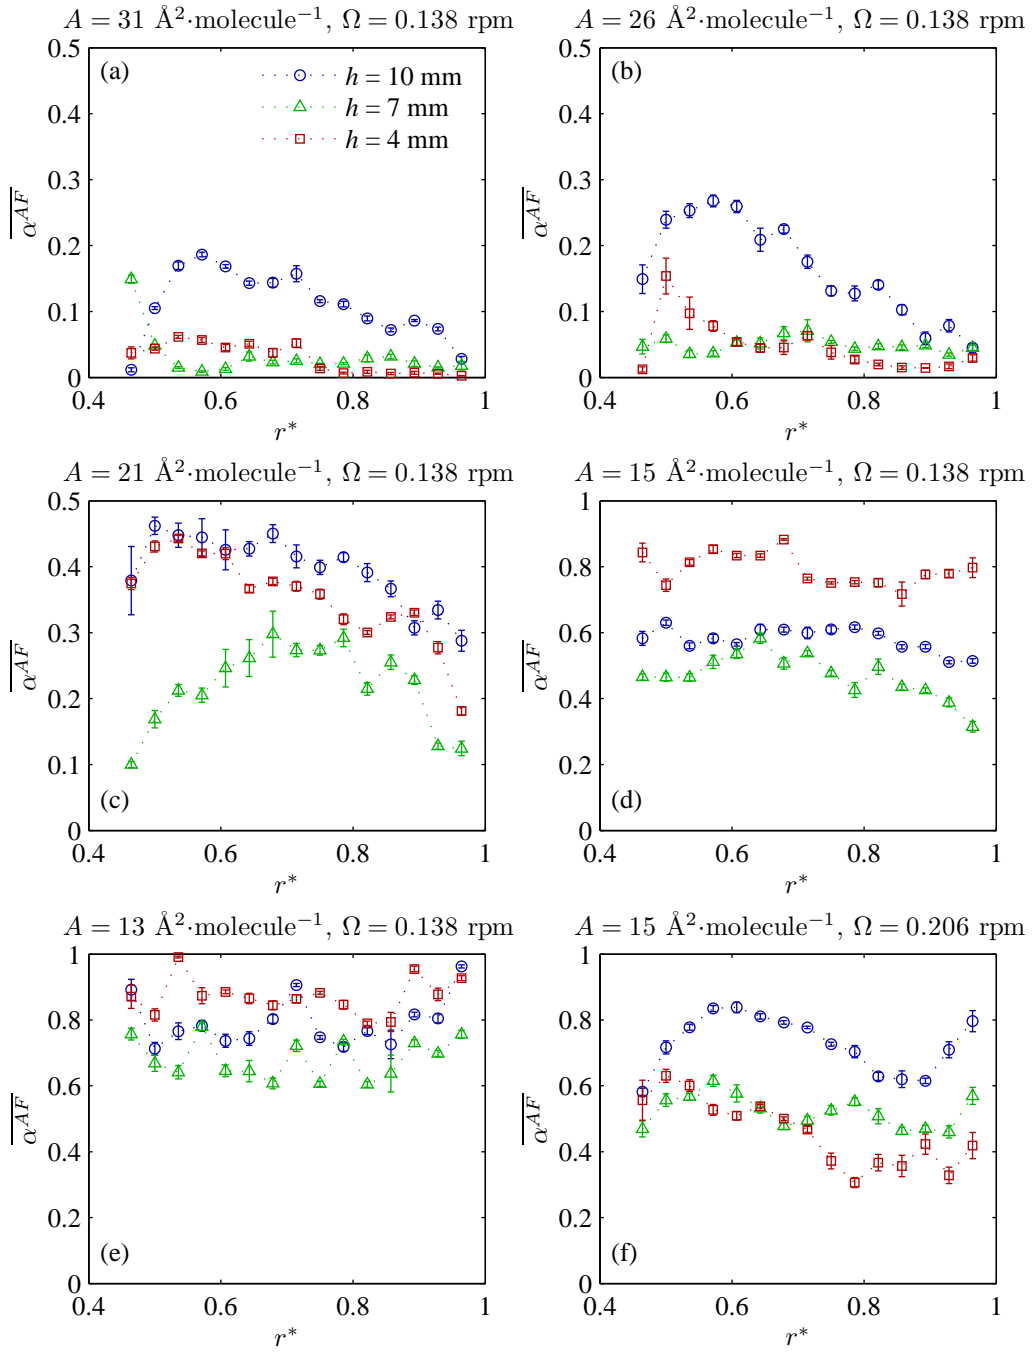 A = 31 Å²·molecule⁻¹, Ω = 0.138 rpm
0.5
0.4
0.3
0.2
0.1
0
0.4 0.6 0.8 1
α^AF
r*
(a)
h = 10 mm
h = 7 mm
h = 4 mm
A = 26 Å²·molecule⁻¹, Ω = 0.138 rpm
0.5
0.4
0.3
0.2
0.1
0
0.4 0.6 0.8 1
α^AF
r*
(b)
A = 21 Å²·molecule⁻¹, Ω = 0.138 rpm
0.5
0.4
0.3
0.2
0.1
0
0.4 0.6 0.8 1
α^AF
r*
(c)
A = 15 Å²·molecule⁻¹, Ω = 0.138 rpm
1
0.8
0.6
0.4
0.2
0
0.4 0.6 0.8 1
α^AF
r*
(d)
A = 13 Å²·molecule⁻¹, Ω = 0.138 rpm
1
0.8
0.6
0.4
0.2
0
0.4 0.6 0.8 1
α^AF
r*
(e)
A = 15 Å²·molecule⁻¹, Ω = 0.206 rpm
1
0.8
0.6
0.4
0.2
0
0.4 0.6 0.8 1
α^AF
r*
(f)